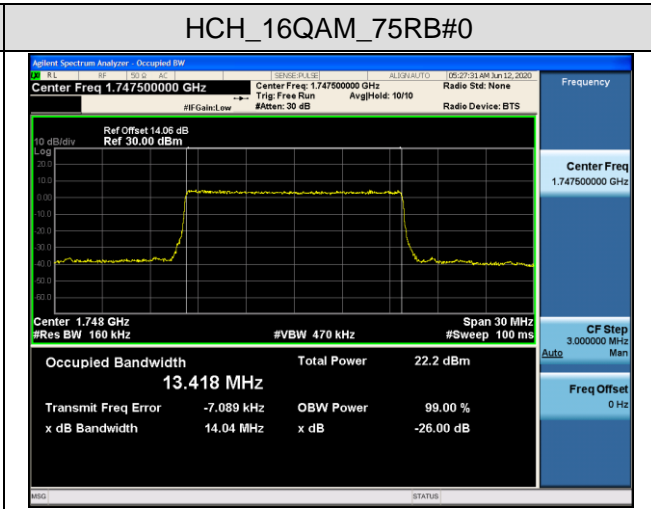 HCH_16QAM_75RB#0
Agilent Spectrum Analyzer - Occupied BW
RL RF 50 Ω AC SENSE:PULSE ALIGNAUTO 05:27:31 AM Jun 12, 2020
Center Freq 1.747500000 GHz
Center Freq: 1.747500000 GHz
Radio Std: None
Trig: Free Run Avg|Hold: 10/10
#IFGain:Low #Atten: 30 dB Radio Device: BTS
Frequency
Ref Offset 14.06 dB
10 dB/div Ref 30.00 dBm
Log
20.0
10.0
0.00
-10.0
-20.0
-30.0
-40.0
-50.0
-60.0
Center 1.748 GHz Span 30 MHz
#Res BW 160 kHz #VBW 470 kHz #Sweep 100 ms
Occupied Bandwidth Total Power 22.2 dBm
13.418 MHz
Transmit Freq Error -7.089 kHz OBW Power 99.00 %
x dB Bandwidth 14.04 MHz x dB -26.00 dB
Center Freq
1.747500000 GHz
CF Step
3.000000 MHz
Auto Man
Freq Offset
0 Hz
MSG STATUS